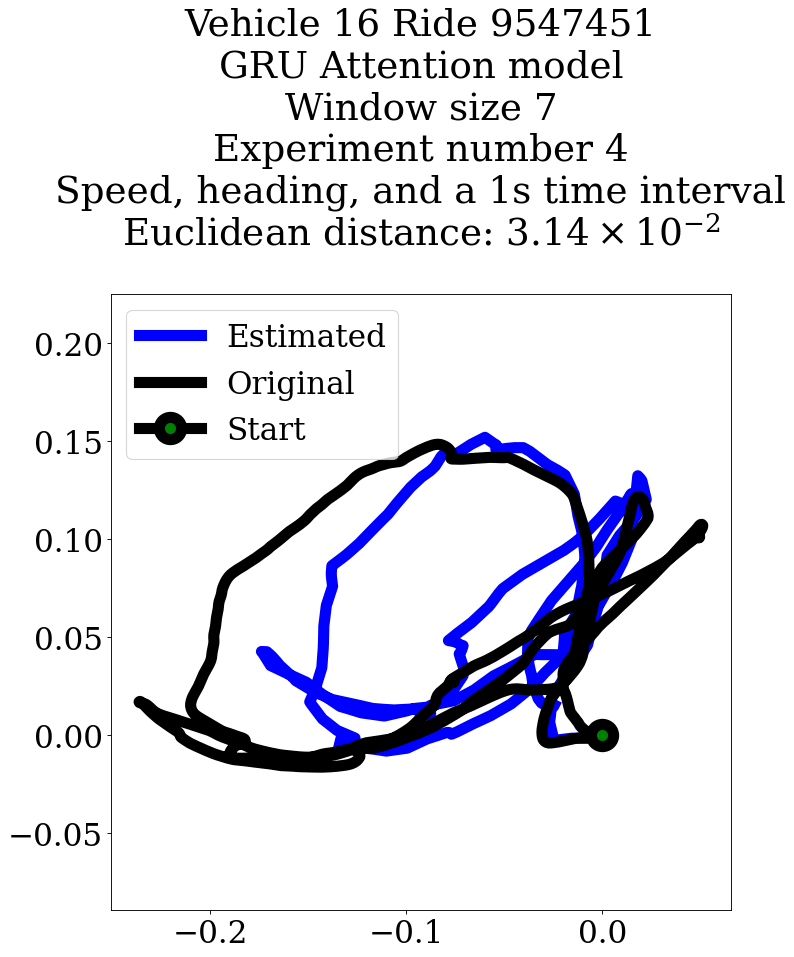 Vehicle 16 Ride 9547451
GRU Attention model
Window size 7
Experiment number 4
Speed, heading, and a 1s time interval
Euclidean distance: 3.14 × 10⁻²
Estimated
Original
Start
0.20
0.15
0.10
0.05
0.00
−0.05
−0.2
−0.1
0.0